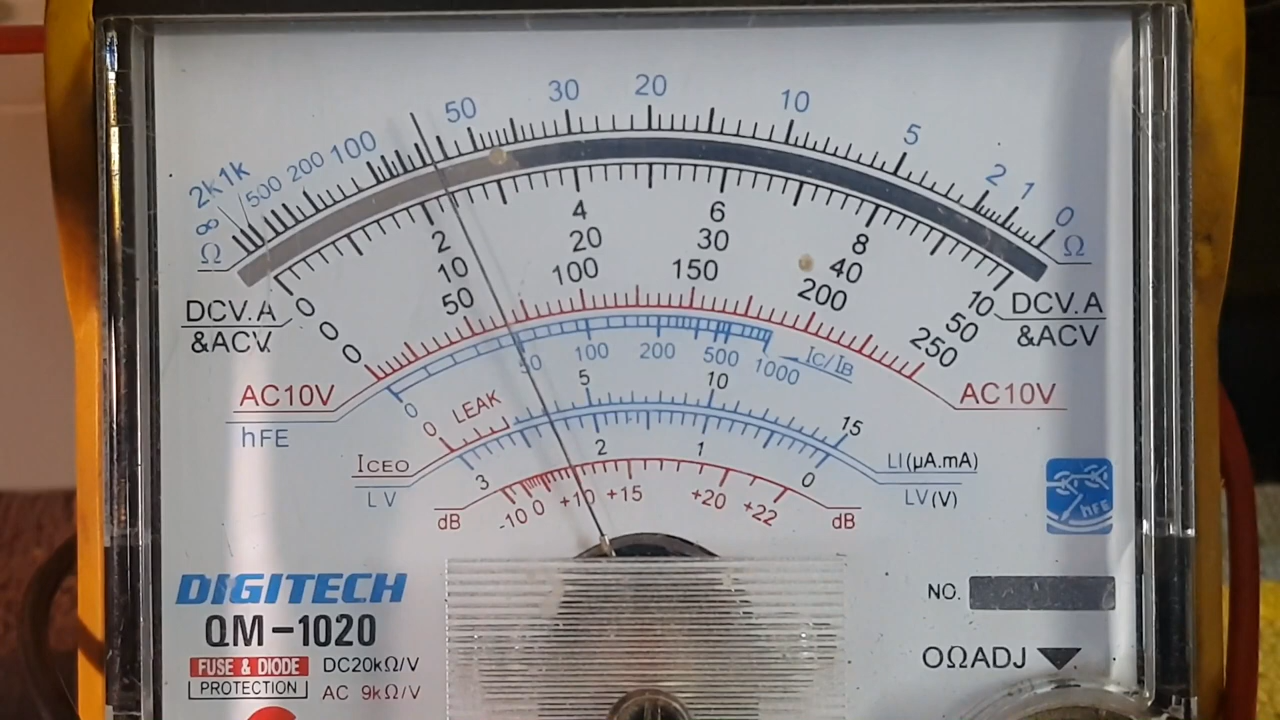 ∞ 2k 1k 500 200 100 50 30 20 10 5 2 1 0
Ω Ω
0 2 4 6 8 10
DCV.A 0 10 20 30 40 50 DCV.A
&ACV 0 50 100 150 200 250 &ACV
AC10V AC10V
hFE 0 50 100 200 500 1000 IC/IB
ICEO 0 LEAK 5 10 15 LI(μA.mA)
LV 3 2 1 0 LV(V)
dB -10 0 +10 +15 +20 +22 dB
hFE
DIGITECH
QM-1020
NO.
FUSE & DIODE
PROTECTION
DC20kΩ/V
AC 9kΩ/V
OΩADJ